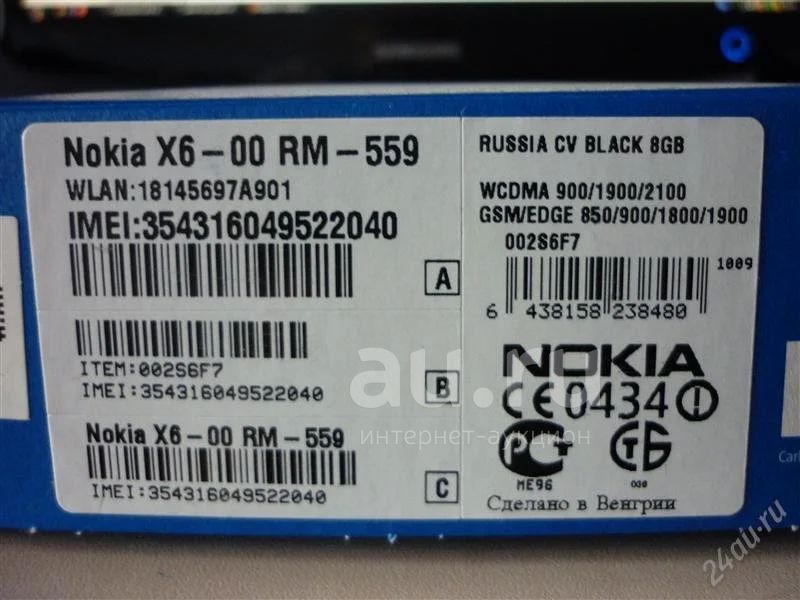 Nokia X6-00 RM-559
WLAN:18145697A901
IMEI:354316049522040
A
ITEM:002S6F7
IMEI:354316049522040
B
Nokia X6-00 RM-559
IMEI:354316049522040
C
RUSSIA CV BLACK 8GB
WCDMA 900/1900/2100
GSM/EDGE 850/900/1800/1900
002S6F7
1009
6 438158 238480
NOKIA
CE0434
РСТ
ME96
Сделано в Венгрии
au.ru
интернет-аукцион
24au.ru